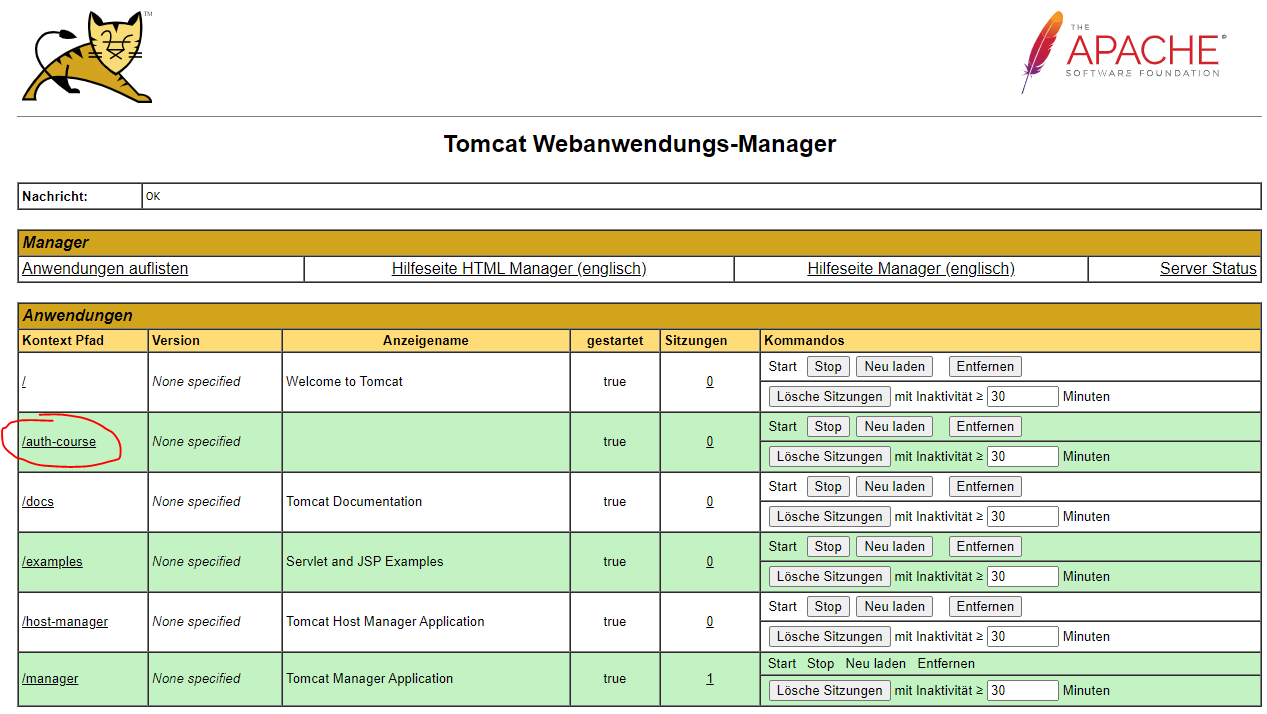 TM
THE
APACHE®
SOFTWARE FOUNDATION
Tomcat Webanwendungs-Manager
Nachricht: OK
Manager
Anwendungen auflisten Hilfeseite HTML Manager (englisch) Hilfeseite Manager (englisch) Server Status
Anwendungen
Kontext Pfad Version Anzeigename gestartet Sitzungen Kommandos
/ None specified Welcome to Tomcat true 0 Start Stop Neu laden Entfernen
Lösche Sitzungen mit Inaktivität ≥ 30 Minuten
/auth-course None specified true 0 Start Stop Neu laden Entfernen
Lösche Sitzungen mit Inaktivität ≥ 30 Minuten
/docs None specified Tomcat Documentation true 0 Start Stop Neu laden Entfernen
Lösche Sitzungen mit Inaktivität ≥ 30 Minuten
/examples None specified Servlet and JSP Examples true 0 Start Stop Neu laden Entfernen
Lösche Sitzungen mit Inaktivität ≥ 30 Minuten
/host-manager None specified Tomcat Host Manager Application true 0 Start Stop Neu laden Entfernen
Lösche Sitzungen mit Inaktivität ≥ 30 Minuten
/manager None specified Tomcat Manager Application true 1 Start Stop Neu laden Entfernen
Lösche Sitzungen mit Inaktivität ≥ 30 Minuten